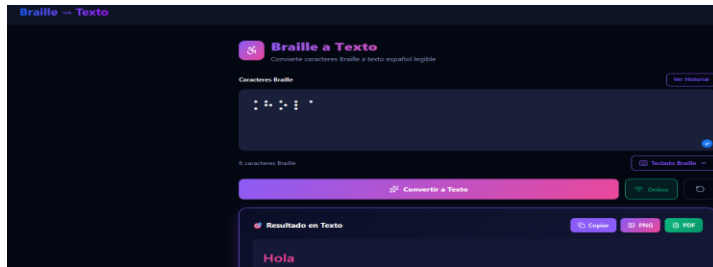 Braille → Texto
Braille a Texto
Convierte caracteres Braille a texto español legible
Caracteres Braille
Ver Historial
6 caracteres Braille
Teclado Braille
Convertir a Texto
Online
Resultado en Texto
Copiar
PNG
PDF
Hola